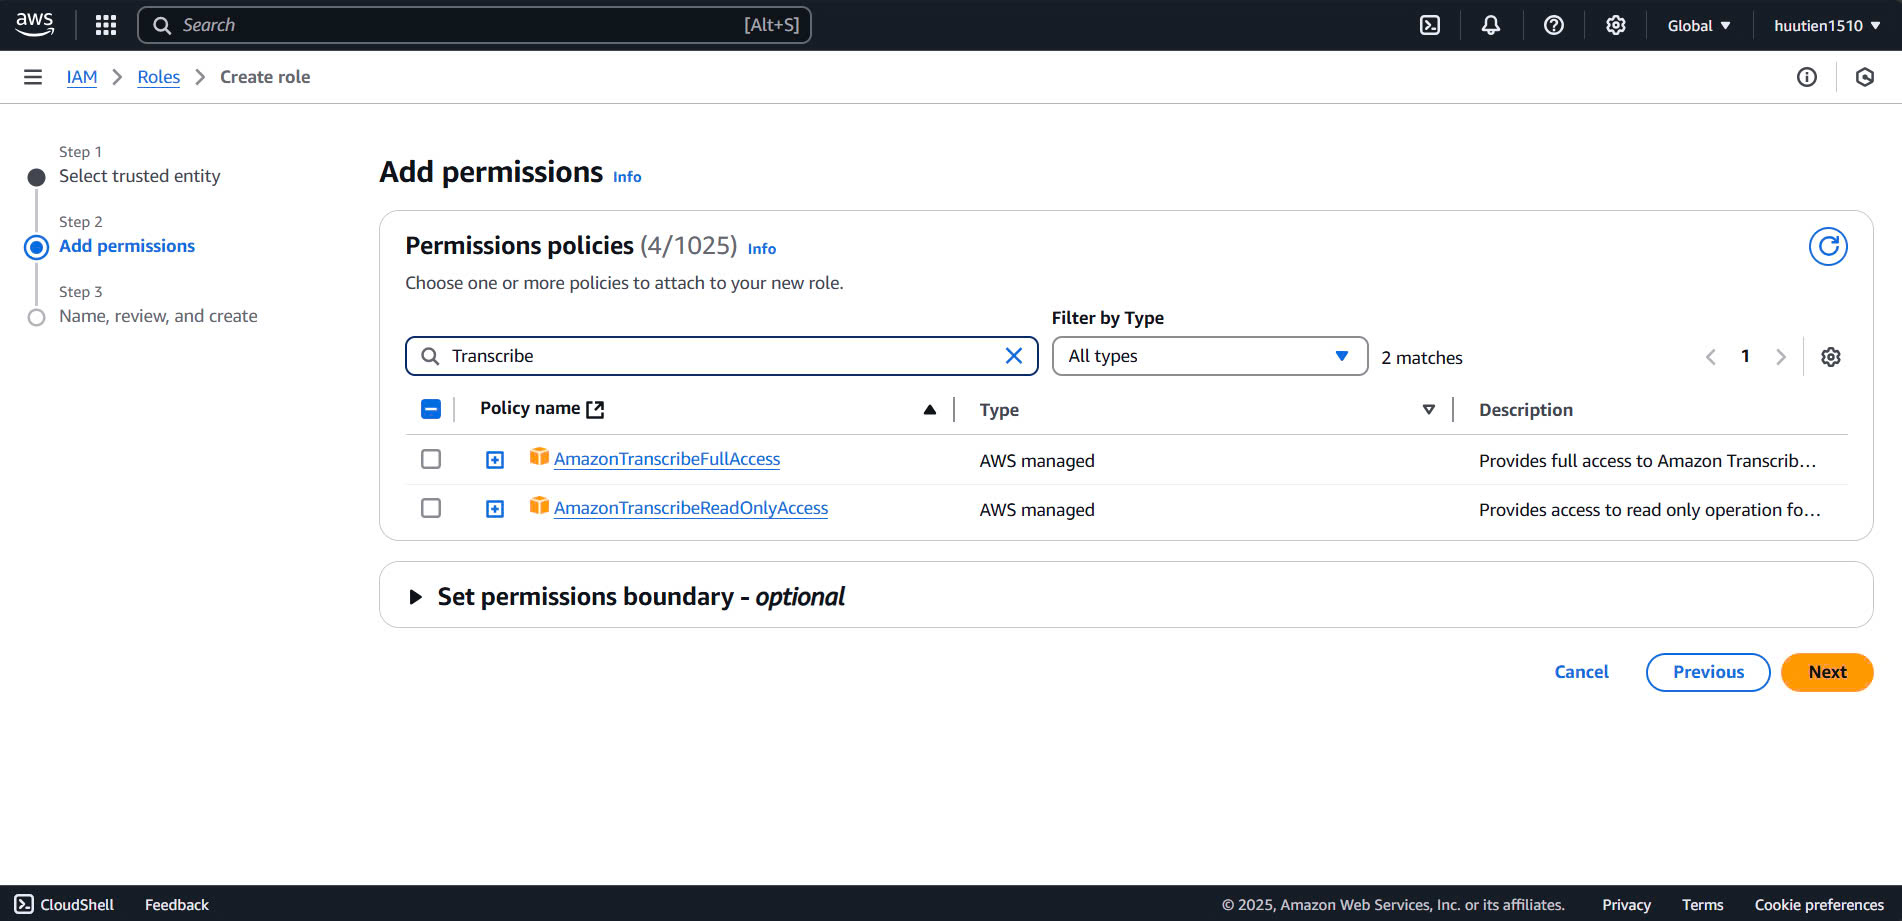 aws
Search [Alt+S]
Global
huutien1510
IAM > Roles > Create role
Step 1
Select trusted entity
Step 2
Add permissions
Step 3
Name, review, and create
Add permissions Info
Permissions policies (4/1025) Info
Choose one or more policies to attach to your new role.
Filter by Type
Transcribe
All types
2 matches
1
Policy name Type Description
AmazonTranscribeFullAccess AWS managed Provides full access to Amazon Transcrib...
AmazonTranscribeReadOnlyAccess AWS managed Provides access to read only operation fo...
Set permissions boundary - optional
Cancel Previous Next
CloudShell Feedback © 2025, Amazon Web Services, Inc. or its affiliates. Privacy Terms Cookie preferences